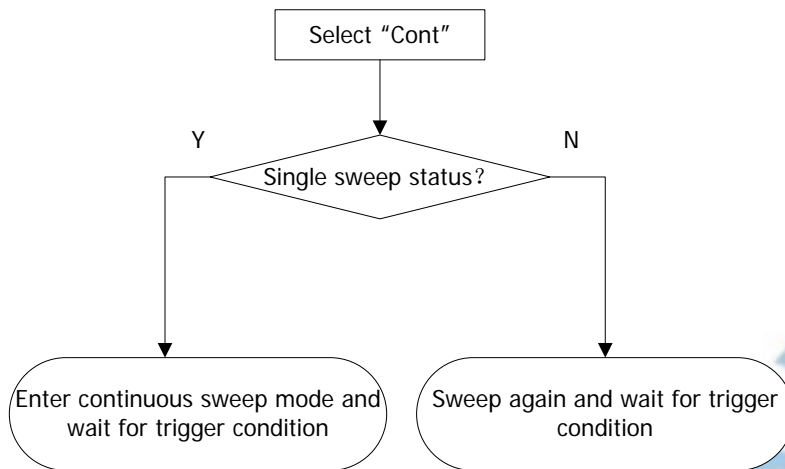 Select “Cont”
Y
N
Single sweep status？
Enter continuous sweep mode and
wait for trigger condition
Sweep again and wait for trigger
condition